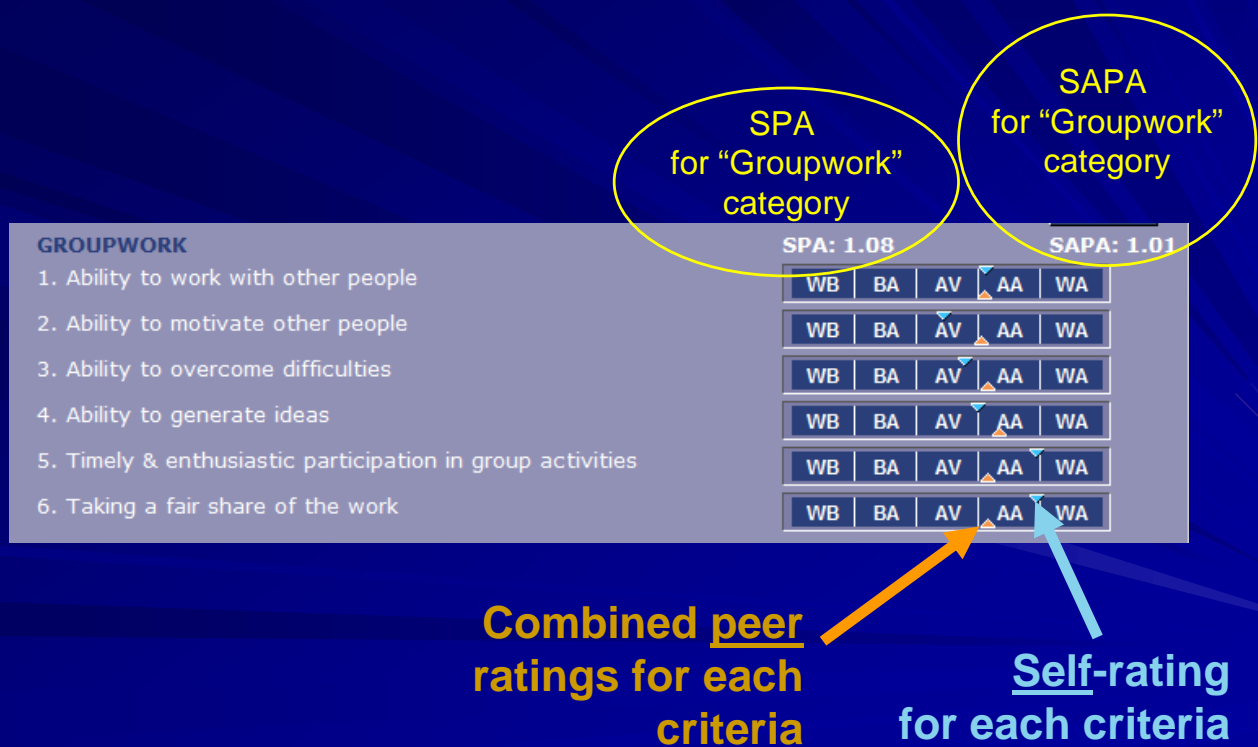 SPA
for “Groupwork”
category
SAPA
for “Groupwork”
category
GROUPWORK SPA: 1.08 SAPA: 1.01
1. Ability to work with other people WB BA AV AA WA
2. Ability to motivate other people WB BA AV AA WA
3. Ability to overcome difficulties WB BA AV AA WA
4. Ability to generate ideas WB BA AV AA WA
5. Timely & enthusiastic participation in group activities WB BA AV AA WA
6. Taking a fair share of the work WB BA AV AA WA
Combined peer
ratings for each
criteria
Self-rating
for each criteria